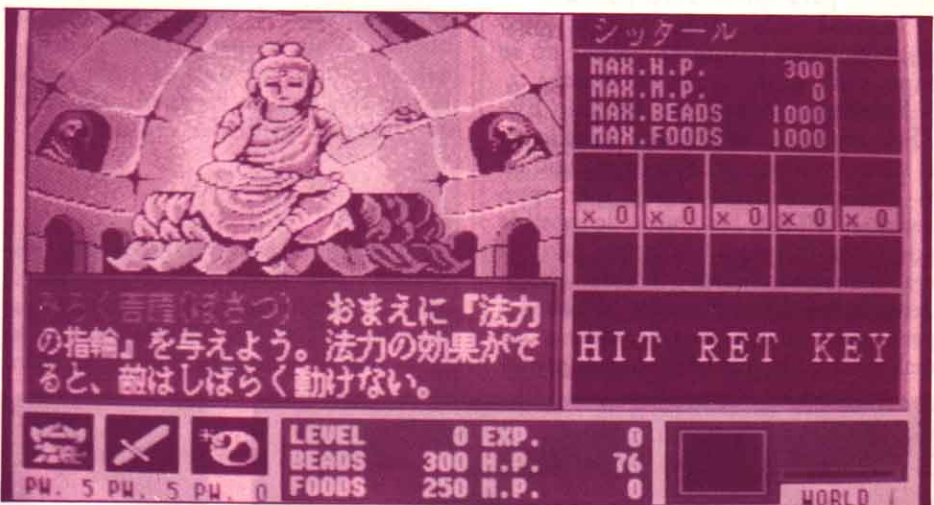 シッタール
MAX.H.P. 300
MAX.M.P. 0
MAX.BEADS 1000
MAX.FOODS 1000
× 0 × 0 × 0 × 0 × 0
みろく菩薩(ぼさつ) おまえに『法力
の指輪』を与えよう。法力の効果がで
ると、敵はしばらく動けない。
HIT RET KEY
LEVEL 0 EXP. 0
BEADS 300 H.P. 76
FOODS 250 M.P. 0
PW. 5 PW. 5 PW. 0
WORLD